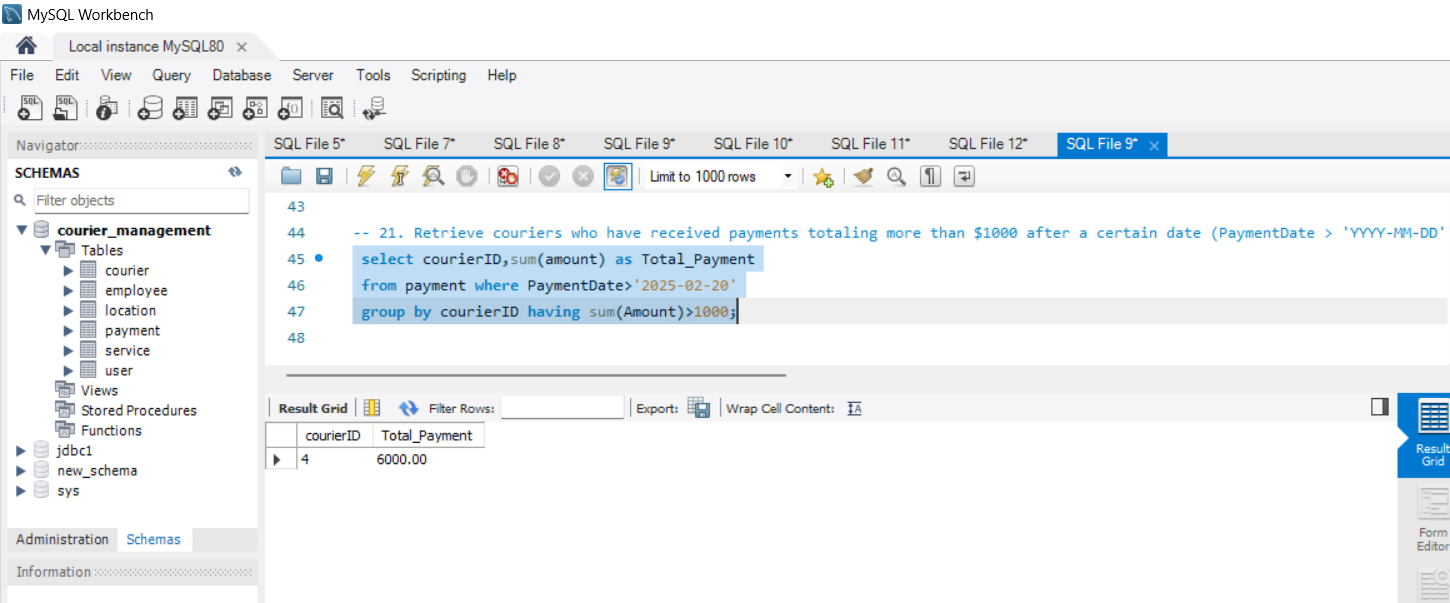 MySQL Workbench
Local instance MySQL80
File Edit View Query Database Server Tools Scripting Help
Navigator
SCHEMAS
Filter objects
courier_management
Tables
courier
employee
location
payment
service
user
Views
Stored Procedures
Functions
jdbc1
new_schema
sys
Administration Schemas
Information
SQL File 5* SQL File 7* SQL File 8* SQL File 9* SQL File 10* SQL File 11* SQL File 12* SQL File 9*
Limit to 1000 rows
43
44 -- 21. Retrieve couriers who have received payments totaling more than $1000 after a certain date (PaymentDate > 'YYYY-MM-DD'
45 select courierID,sum(amount) as Total_Payment
46 from payment where PaymentDate>'2025-02-20'
47 group by courierID having sum(Amount)>1000;
48
Result Grid Filter Rows: Export: Wrap Cell Content:
courierID Total_Payment
4 6000.00
Result
Grid
Form
Editor